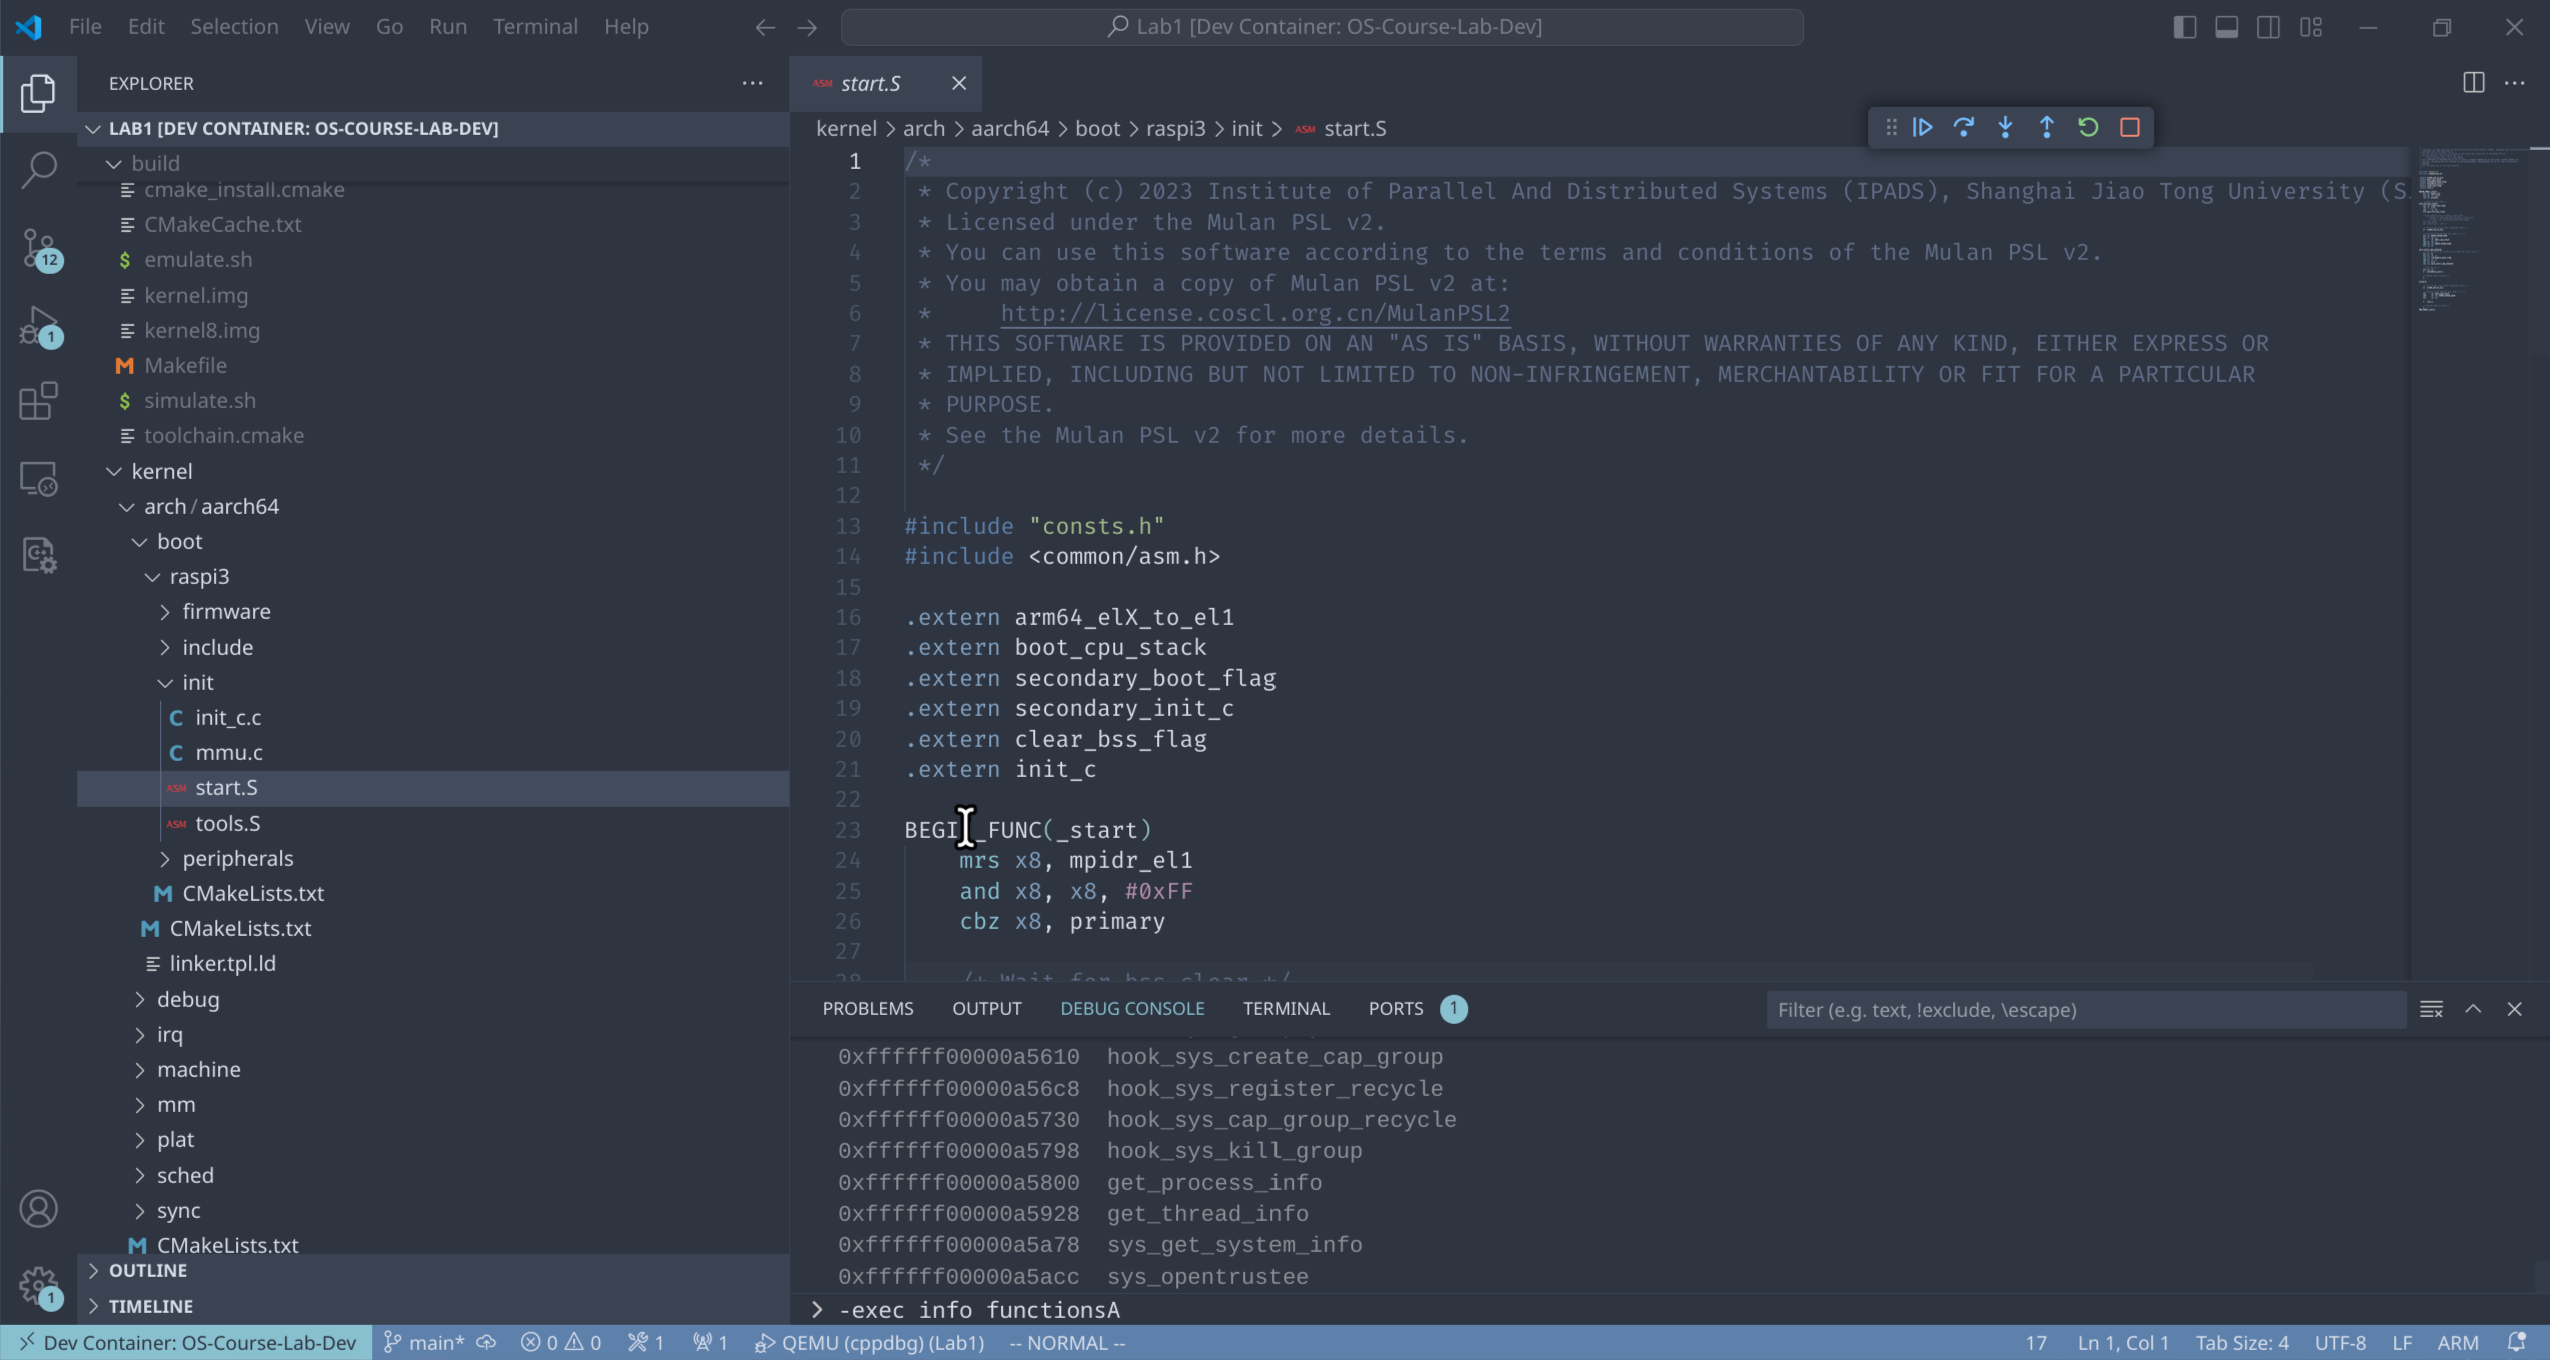 File Edit Selection View Go Run Terminal Help
Lab1 [Dev Container: OS-Course-Lab-Dev]
EXPLORER
LAB1 [DEV CONTAINER: OS-COURSE-LAB-DEV]
build
cmake_install.cmake
CMakeCache.txt
$ emulate.sh
kernel.img
kernel8.img
M Makefile
$ simulate.sh
toolchain.cmake
kernel
arch / aarch64
boot
raspi3
firmware
include
init
C init_c.c
C mmu.c
ASM start.S
ASM tools.S
peripherals
M CMakeLists.txt
M CMakeLists.txt
linker.tpl.ld
debug
irq
machine
mm
plat
sched
sync
M CMakeLists.txt
OUTLINE
TIMELINE
12
1
1
ASM start.S
kernel > arch > aarch64 > boot > raspi3 > init > ASM start.S
1 /*
2 * Copyright (c) 2023 Institute of Parallel And Distributed Systems (IPADS), Shanghai Jiao Tong University (S
3 * Licensed under the Mulan PSL v2.
4 * You can use this software according to the terms and conditions of the Mulan PSL v2.
5 * You may obtain a copy of Mulan PSL v2 at:
6 *     http://license.coscl.org.cn/MulanPSL2
7 * THIS SOFTWARE IS PROVIDED ON AN "AS IS" BASIS, WITHOUT WARRANTIES OF ANY KIND, EITHER EXPRESS OR
8 * IMPLIED, INCLUDING BUT NOT LIMITED TO NON-INFRINGEMENT, MERCHANTABILITY OR FIT FOR A PARTICULAR
9 * PURPOSE.
10 * See the Mulan PSL v2 for more details.
11 */
12
13 #include "consts.h"
14 #include <common/asm.h>
15
16 .extern arm64_elX_to_el1
17 .extern boot_cpu_stack
18 .extern secondary_boot_flag
19 .extern secondary_init_c
20 .extern clear_bss_flag
21 .extern init_c
22
23 BEGI_FUNC(_start)
24     mrs x8, mpidr_el1
25     and x8, x8, #0xFF
26     cbz x8, primary
27
28     /* Wait for bss clear */
PROBLEMS OUTPUT DEBUG CONSOLE TERMINAL PORTS 1
Filter (e.g. text, !exclude, \escape)
0xffffff00000a5610  hook_sys_create_cap_group
0xffffff00000a56c8  hook_sys_register_recycle
0xffffff00000a5730  hook_sys_cap_group_recycle
0xffffff00000a5798  hook_sys_kill_group
0xffffff00000a5800  get_process_info
0xffffff00000a5928  get_thread_info
0xffffff00000a5a78  sys_get_system_info
0xffffff00000a5acc  sys_opentrustee
> -exec info functionsA
Dev Container: OS-Course-Lab-Dev main* 0 0 1 1 QEMU (cppdbg) (Lab1) -- NORMAL -- 17 Ln 1, Col 1 Tab Size: 4 UTF-8 LF ARM